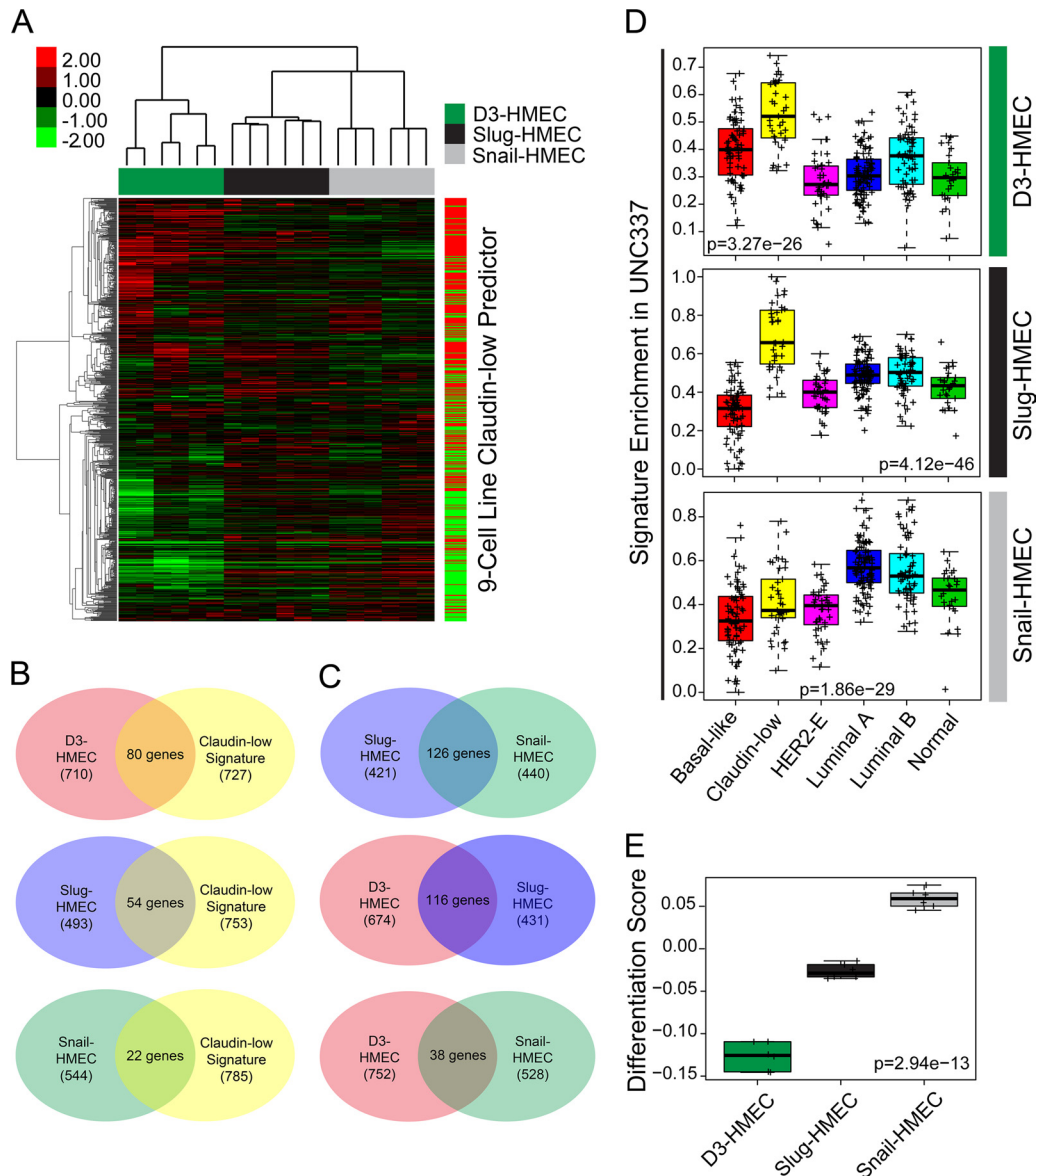 A
2.00
1.00
0.00
-1.00
-2.00
D3-HMEC
Slug-HMEC
Snail-HMEC
9-Cell Line Claudin-low Predictor
B
D3-
HMEC
(710)
80 genes
Claudin-low
Signature
(727)
Slug-
HMEC
(493)
54 genes
Claudin-low
Signature
(753)
Snail-
HMEC
(544)
22 genes
Claudin-low
Signature
(785)
C
Slug-
HMEC
(421)
126 genes
Snail-
HMEC
(440)
D3-
HMEC
(674)
116 genes
Slug-
HMEC
(431)
D3-
HMEC
(752)
38 genes
Snail-
HMEC
(528)
D
Signature Enrichment in UNC337
0.7
0.6
0.5
0.4
0.3
0.2
0.1
p=3.27e-26
D3-HMEC
1.0
0.8
0.6
0.4
0.2
0.0
p=4.12e-46
Slug-HMEC
0.8
0.6
0.4
0.2
0.0
p=1.86e-29
Snail-HMEC
Basal-like
Claudin-low
HER2-E
Luminal A
Luminal B
Normal
E
Differentiation Score
0.05
0.00
-0.05
-0.10
-0.15
p=2.94e-13
D3-HMEC
Slug-HMEC
Snail-HMEC